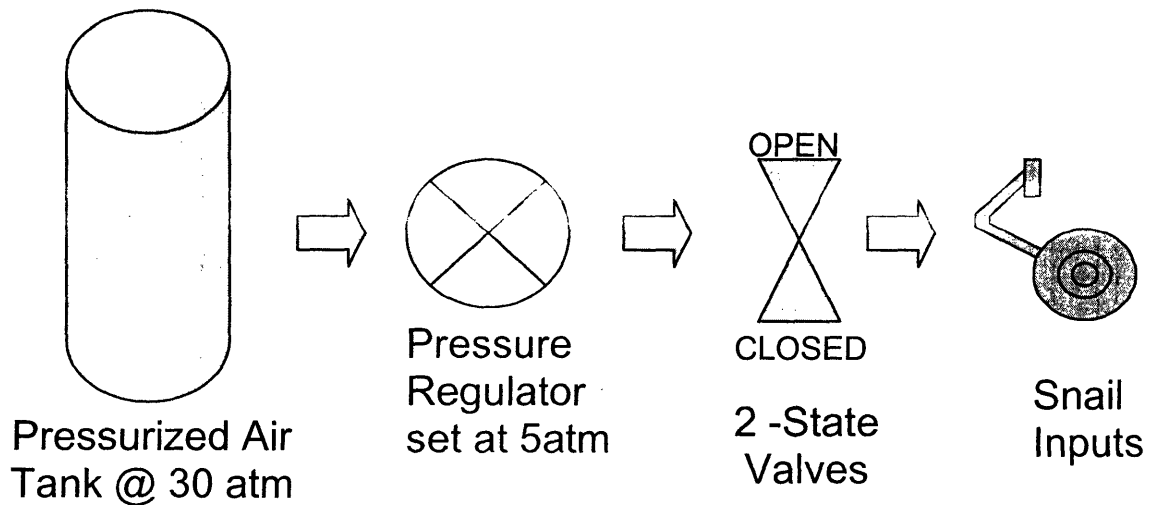 Pressurized Air
Tank @ 30 atm
Pressure
Regulator
set at 5atm
OPEN
CLOSED
2 -State
Valves
Snail
Inputs